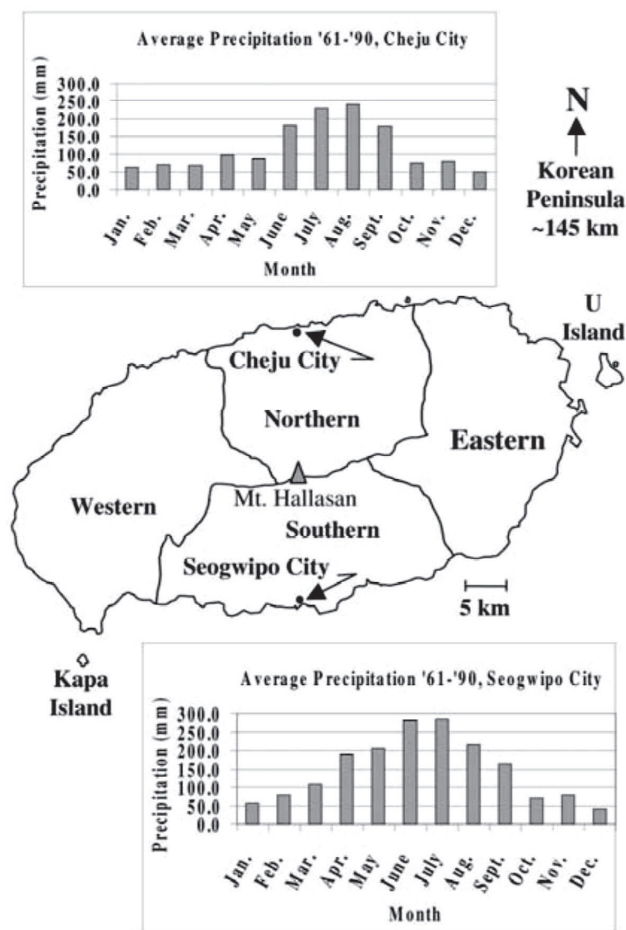 Average Precipitation '61-'90, Cheju City
Precipitation (mm)
300.0
250.0
200.0
150.0
100.0
50.0
0.0
Jan.
Feb.
Mar.
Apr.
May
June
July
Aug.
Sept.
Oct.
Nov.
Dec.
Month
N
Korean
Peninsula
~145 km
U
Island
Cheju City
Northern
Eastern
Western
Mt. Hallasan
Southern
Seogwipo City
5 km
Kapa
Island
Average Precipitation '61-'90, Seogwipo City
Precipitation (mm)
300.0
250.0
200.0
150.0
100.0
50.0
0.0
Jan.
Feb.
Mar.
Apr.
May
June
July
Aug.
Sept.
Oct.
Nov.
Dec.
Month